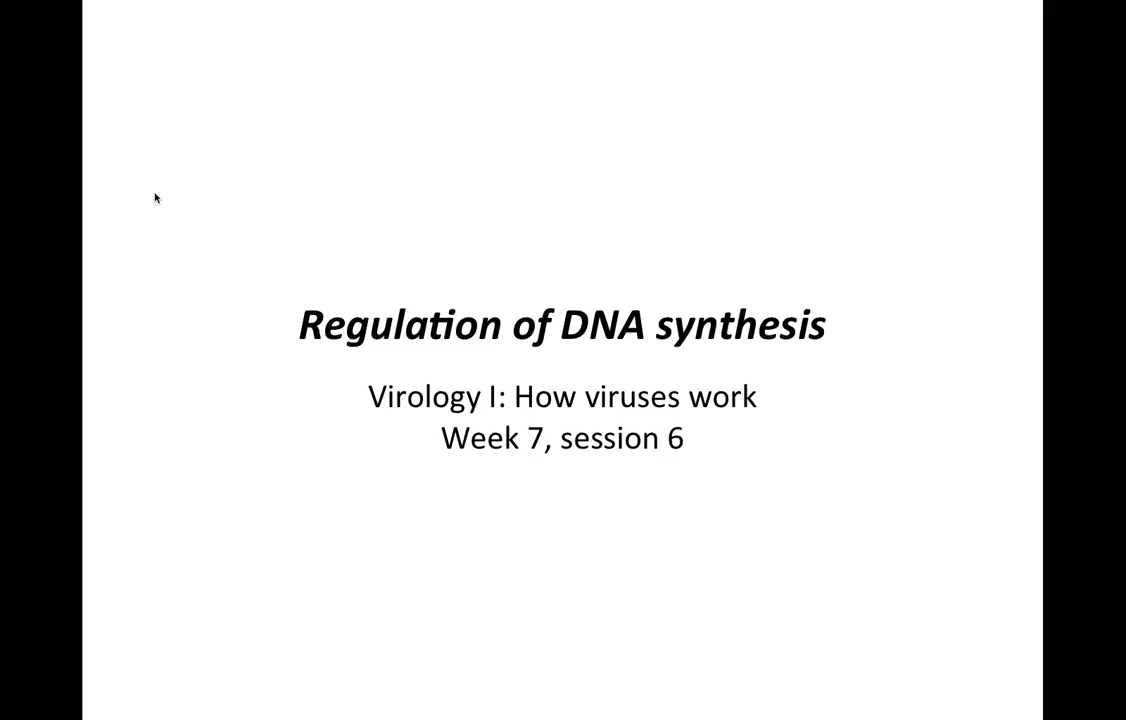 Regulation of DNA synthesis
Virology I: How viruses work
Week 7, session 6